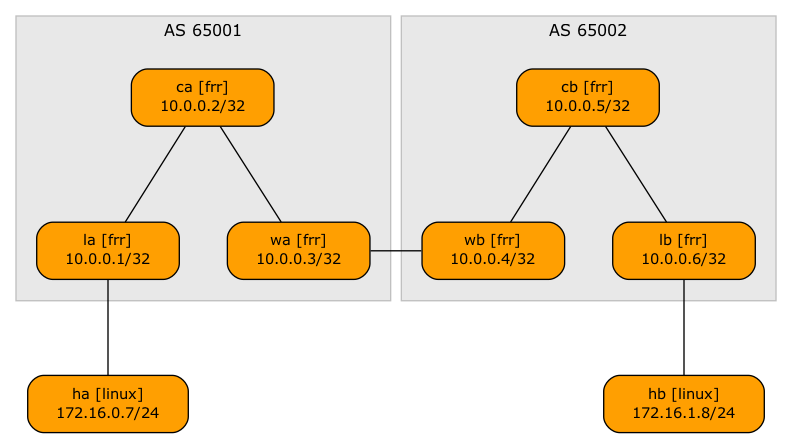 AS 65001
AS 65002
ca [frr]
10.0.0.2/32
cb [frr]
10.0.0.5/32
la [frr]
10.0.0.1/32
wa [frr]
10.0.0.3/32
wb [frr]
10.0.0.4/32
lb [frr]
10.0.0.6/32
ha [linux]
172.16.0.7/24
hb [linux]
172.16.1.8/24